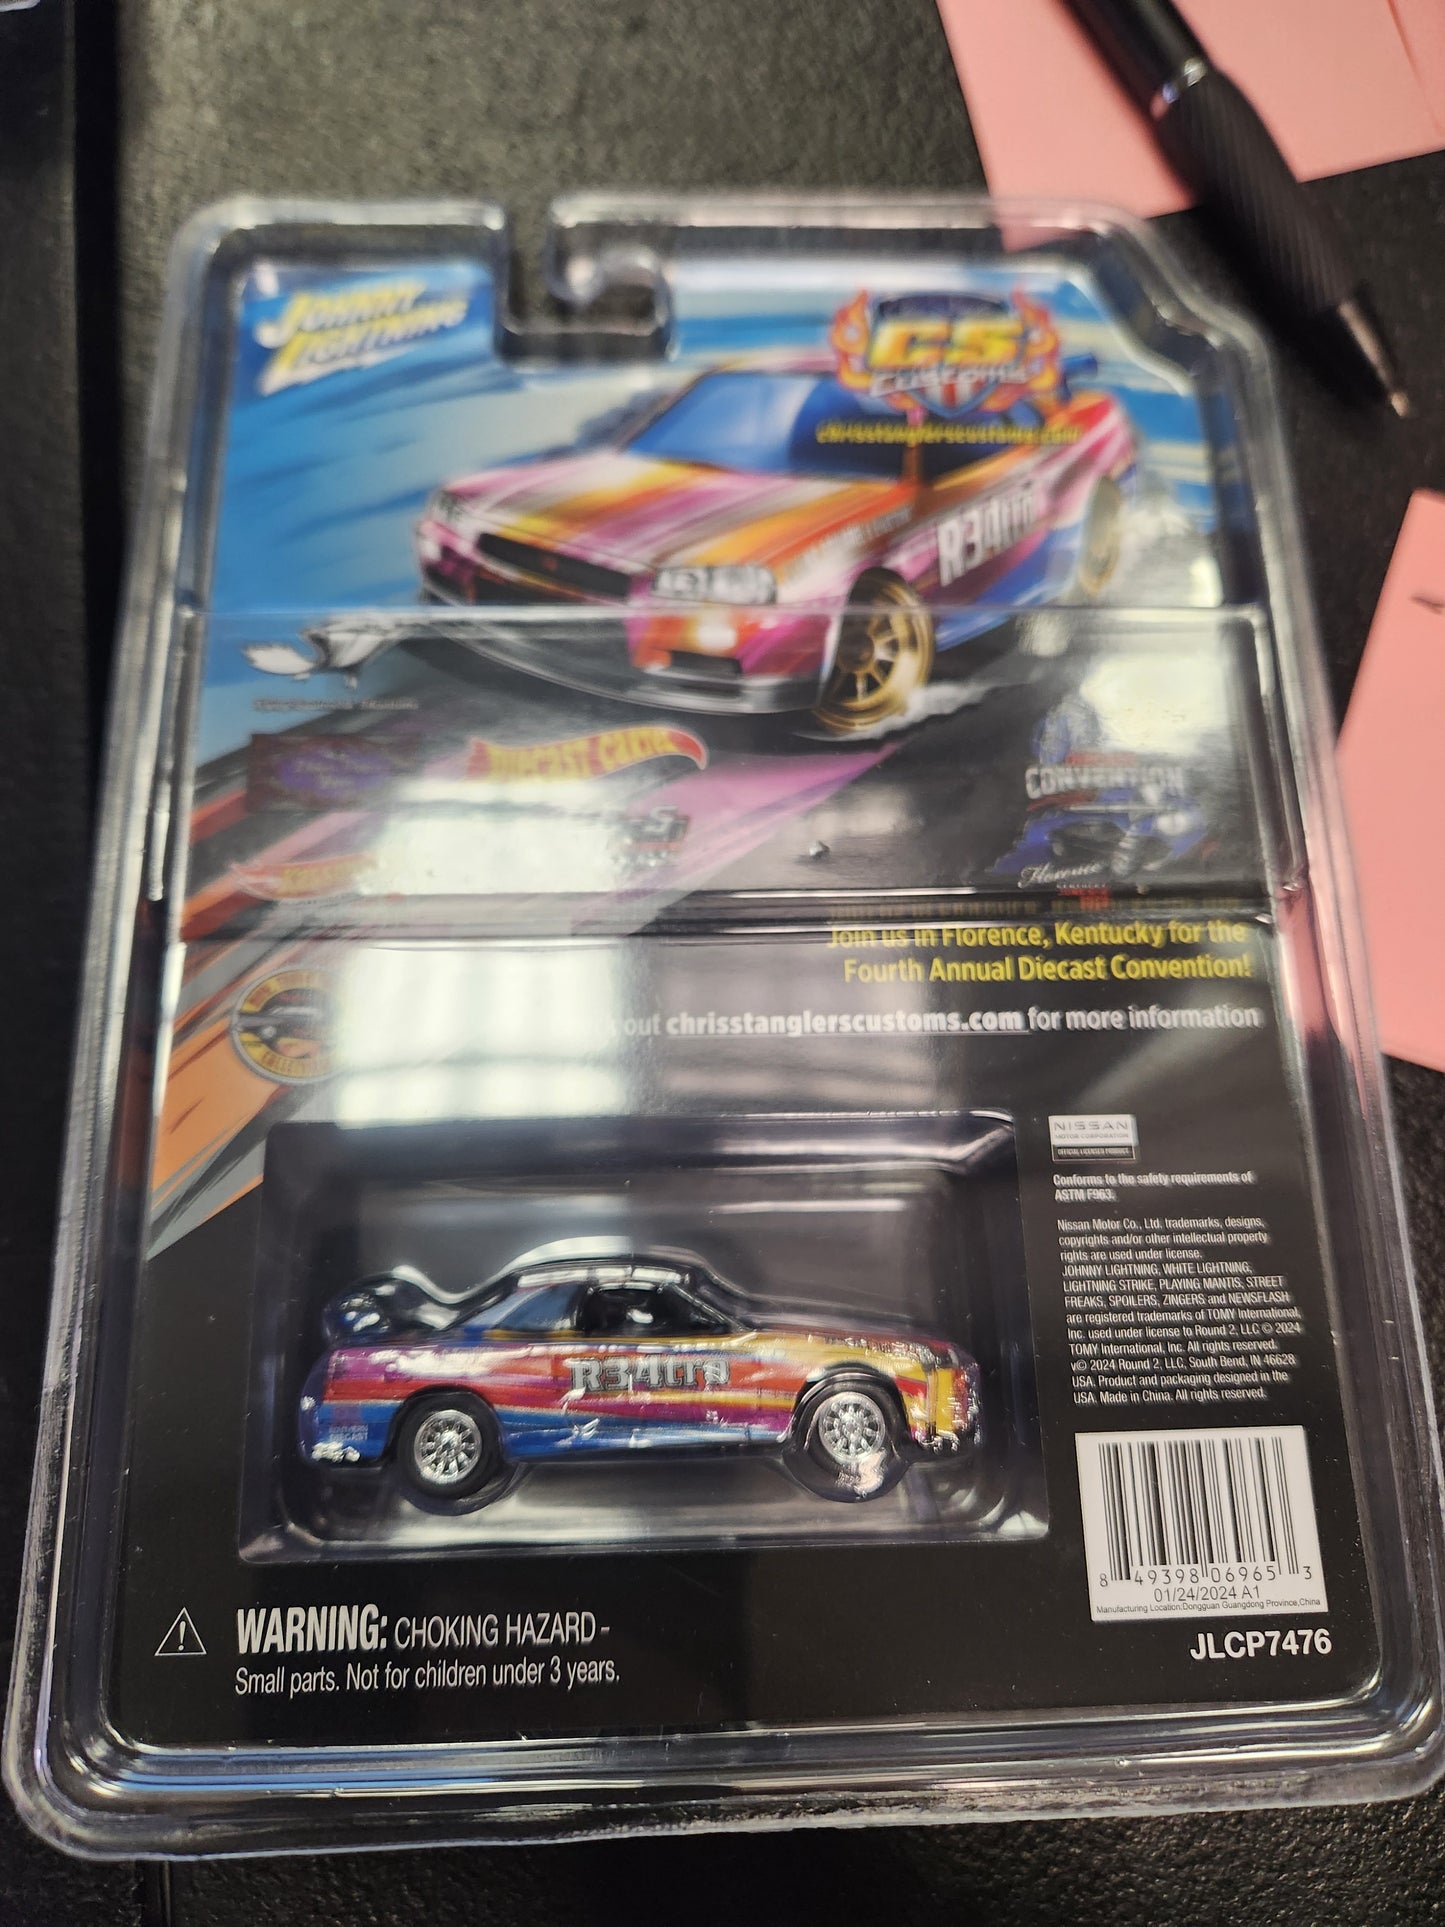 JOHNNY
LIGHTNING
CS
CUSTOMS
chrisstanglerscustoms.com
R34LTR
DIECAST
CONVENTION
Florence
Join us in Florence, Kentucky for the
Fourth Annual Diecast Convention!
out chrisstanglerscustoms.com for more information
NISSAN
MOTOR CORPORATION
OFFICIAL LICENSED PRODUCT
Conforms to the safety requirements of
ASTM F963.
Nissan Motor Co., Ltd. trademarks, designs,
copyrights and/or other intellectual property
rights are used under license.
JOHNNY LIGHTNING, WHITE LIGHTNING,
LIGHTNING STRIKE, PLAYING MANTIS, STREET
FREAKS, SPOILERS, ZINGERS and NEWSFLASH
are registered trademarks of TOMY International,
Inc. used under license to Round 2, LLC © 2024
TOMY International, Inc. All rights reserved.
v© 2024 Round 2, LLC, South Bend, IN 46628
USA. Product and packaging designed in the
USA. Made in China. All rights reserved.
8 49398 06965 3
01/24/2024 A1
Manufacturing Location:Dongguan Guangdong Province,China
JLCP7476
WARNING: CHOKING HAZARD -
Small parts. Not for children under 3 years.